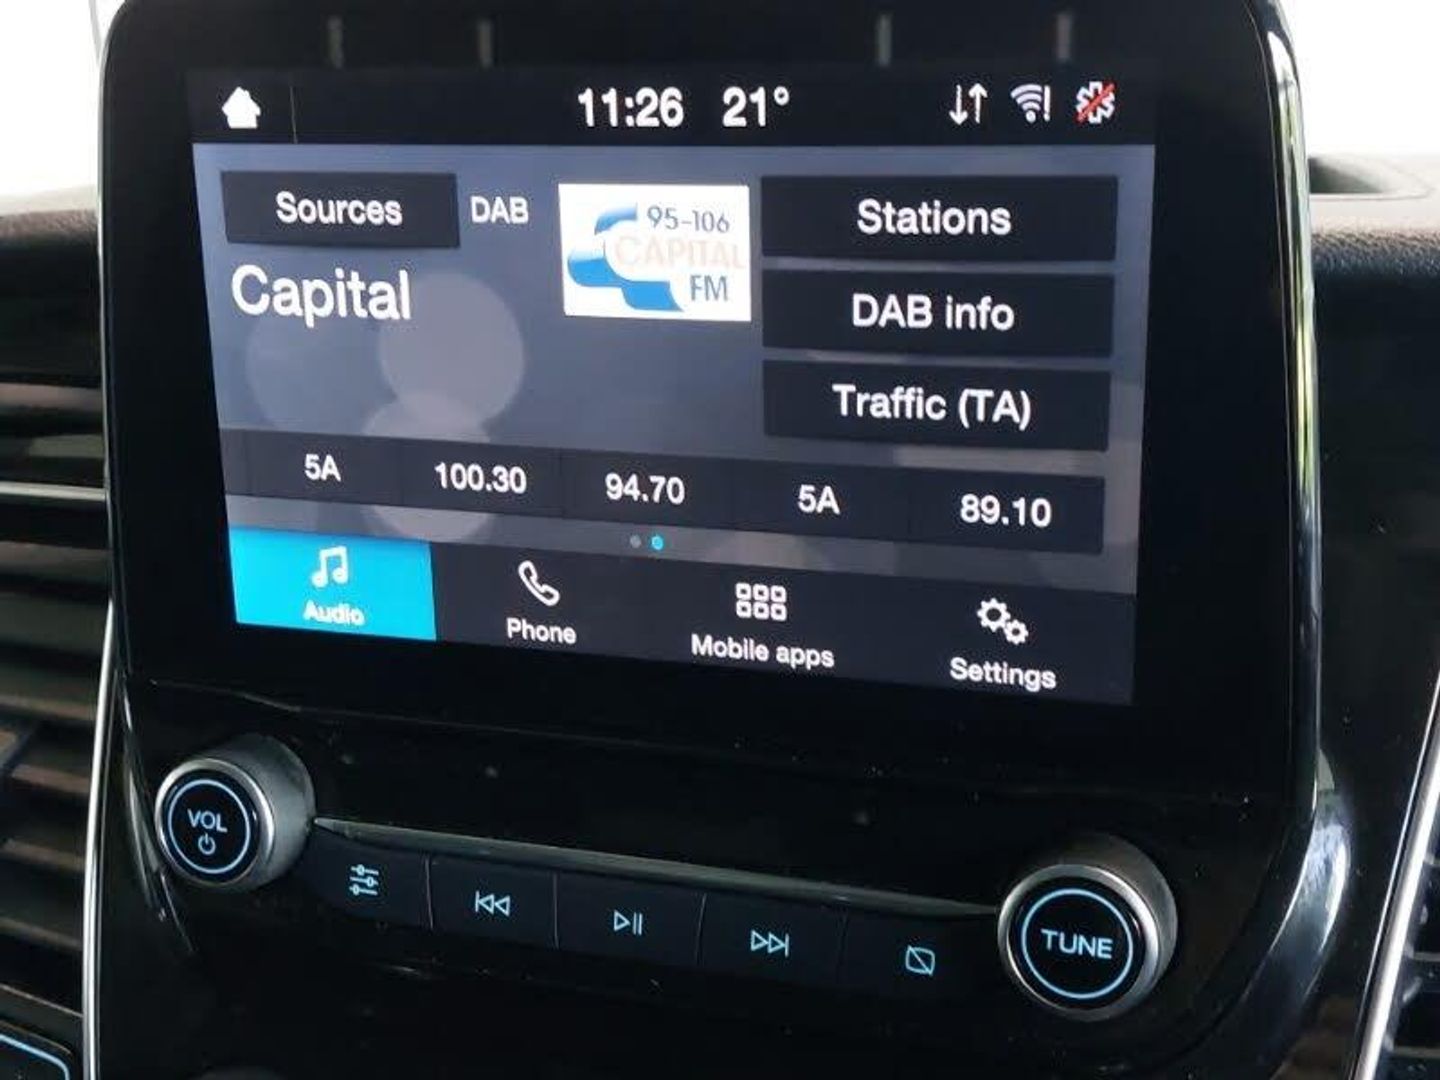 11:26 21°
Sources DAB
95-106
CAPITAL
FM
Stations
Capital
DAB info
Traffic (TA)
5A 100.30 94.70 5A 89.10
Audio Phone Mobile apps Settings
VOL
TUNE